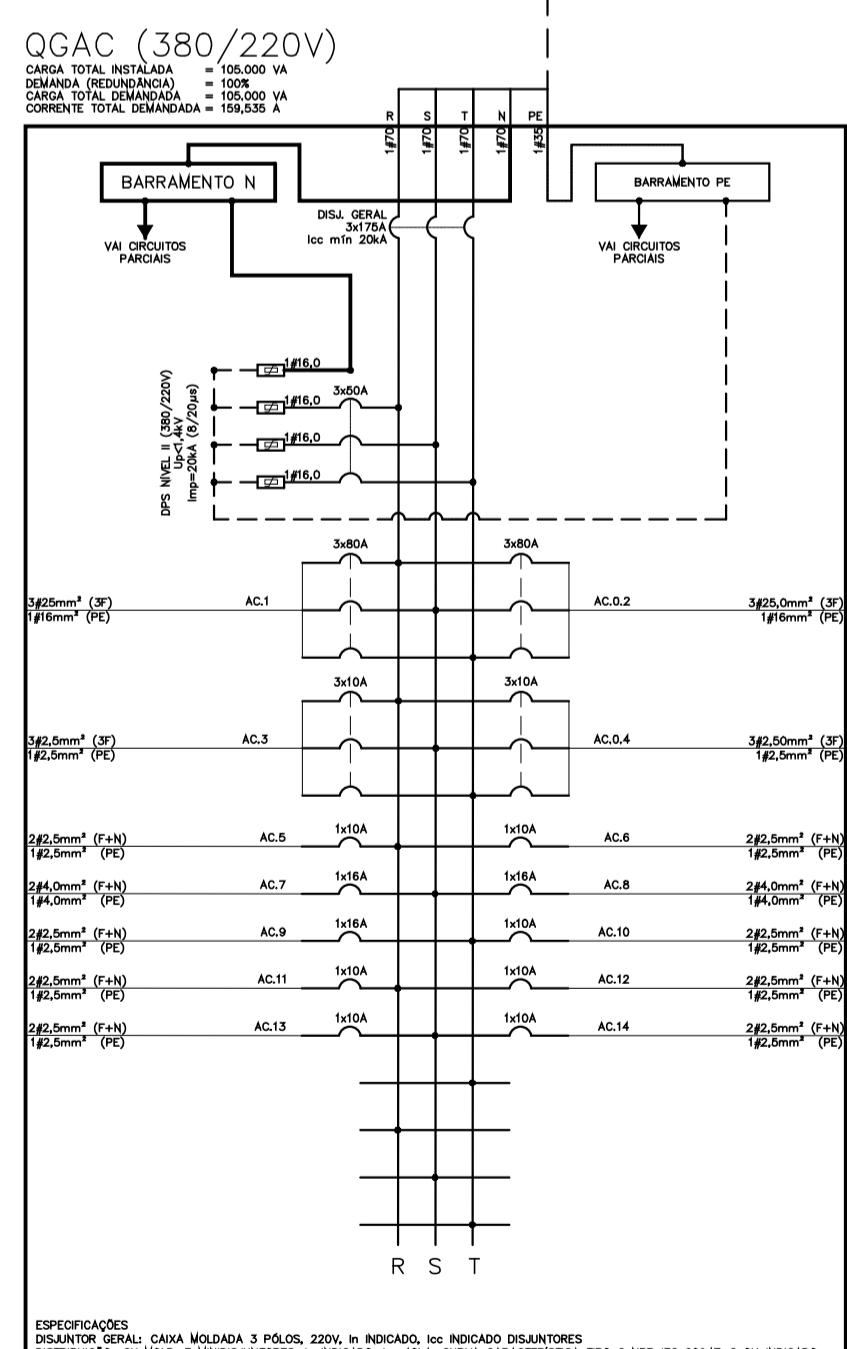 QGAC (380/220V)
CARGA TOTAL INSTALADA = 105.000 VA
DEMANDA (REDUNDÂNCIA) = 100%
CARGA TOTAL DEMANDADA = 105.000 VA
CORRENTE TOTAL DEMANDADA = 159,535 A
R S T N PE
1#70 1#70 1#70 1#70 1#35
BARRAMENTO N
BARRAMENTO PE
DISJ. GERAL
3x175A
Icc mín 20kA
VAI CIRCUITOS
PARCIAIS
VAI CIRCUITOS
PARCIAIS
DPS NÍVEL II (380/220V)
Up<1,4kV
Imp=20kA (8/20µs)
1#16,0
1#16,0
1#16,0
1#16,0
3x50A
3x80A 3x80A
3#25mm² (3F) AC.1 AC.0.2 3#25,0mm² (3F)
1#16mm² (PE) 1#16mm² (PE)
3x10A 3x10A
3#2,5mm² (3F) AC.3 AC.0.4 3#2,50mm² (3F)
1#2,5mm² (PE) 1#2,5mm² (PE)
2#2,5mm² (F+N) AC.5 1x10A 1x10A AC.6 2#2,5mm² (F+N)
1#2,5mm² (PE) 1#2,5mm² (PE)
2#4,0mm² (F+N) AC.7 1x16A 1x16A AC.8 2#4,0mm² (F+N)
1#4,0mm² (PE) 1#4,0mm² (PE)
2#2,5mm² (F+N) AC.9 1x16A 1x10A AC.10 2#2,5mm² (F+N)
1#2,5mm² (PE) 1#2,5mm² (PE)
2#2,5mm² (F+N) AC.11 1x10A 1x10A AC.12 2#2,5mm² (F+N)
1#2,5mm² (PE) 1#2,5mm² (PE)
2#2,5mm² (F+N) AC.13 1x10A 1x10A AC.14 2#2,5mm² (F+N)
1#2,5mm² (PE) 1#2,5mm² (PE)
R S T
ESPECIFICAÇÕES
DISJUNTOR GERAL: CAIXA MOLDADA 3 PÓLOS, 220V, In INDICADO, Icc INDICADO DISJUNTORES